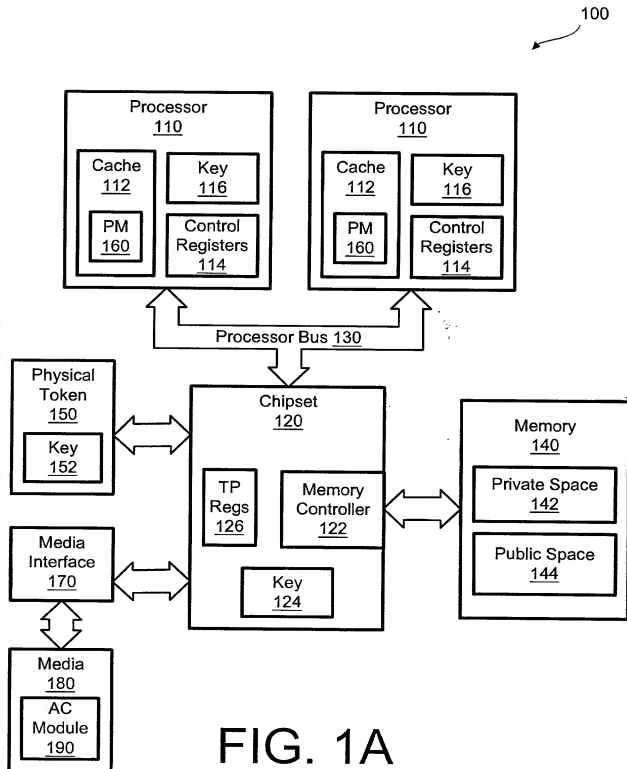 100
Processor
110
Cache
112
PM
160
Key
116
Control
Registers
114
Processor
110
Cache
112
PM
160
Key
116
Control
Registers
114
Processor Bus 130
Physical
Token
150
Key
152
Chipset
120
TP
Regs
126
Memory
Controller
122
Key
124
Memory
140
Private Space
142
Public Space
144
Media
Interface
170
Media
180
AC
Module
190
FIG. 1A